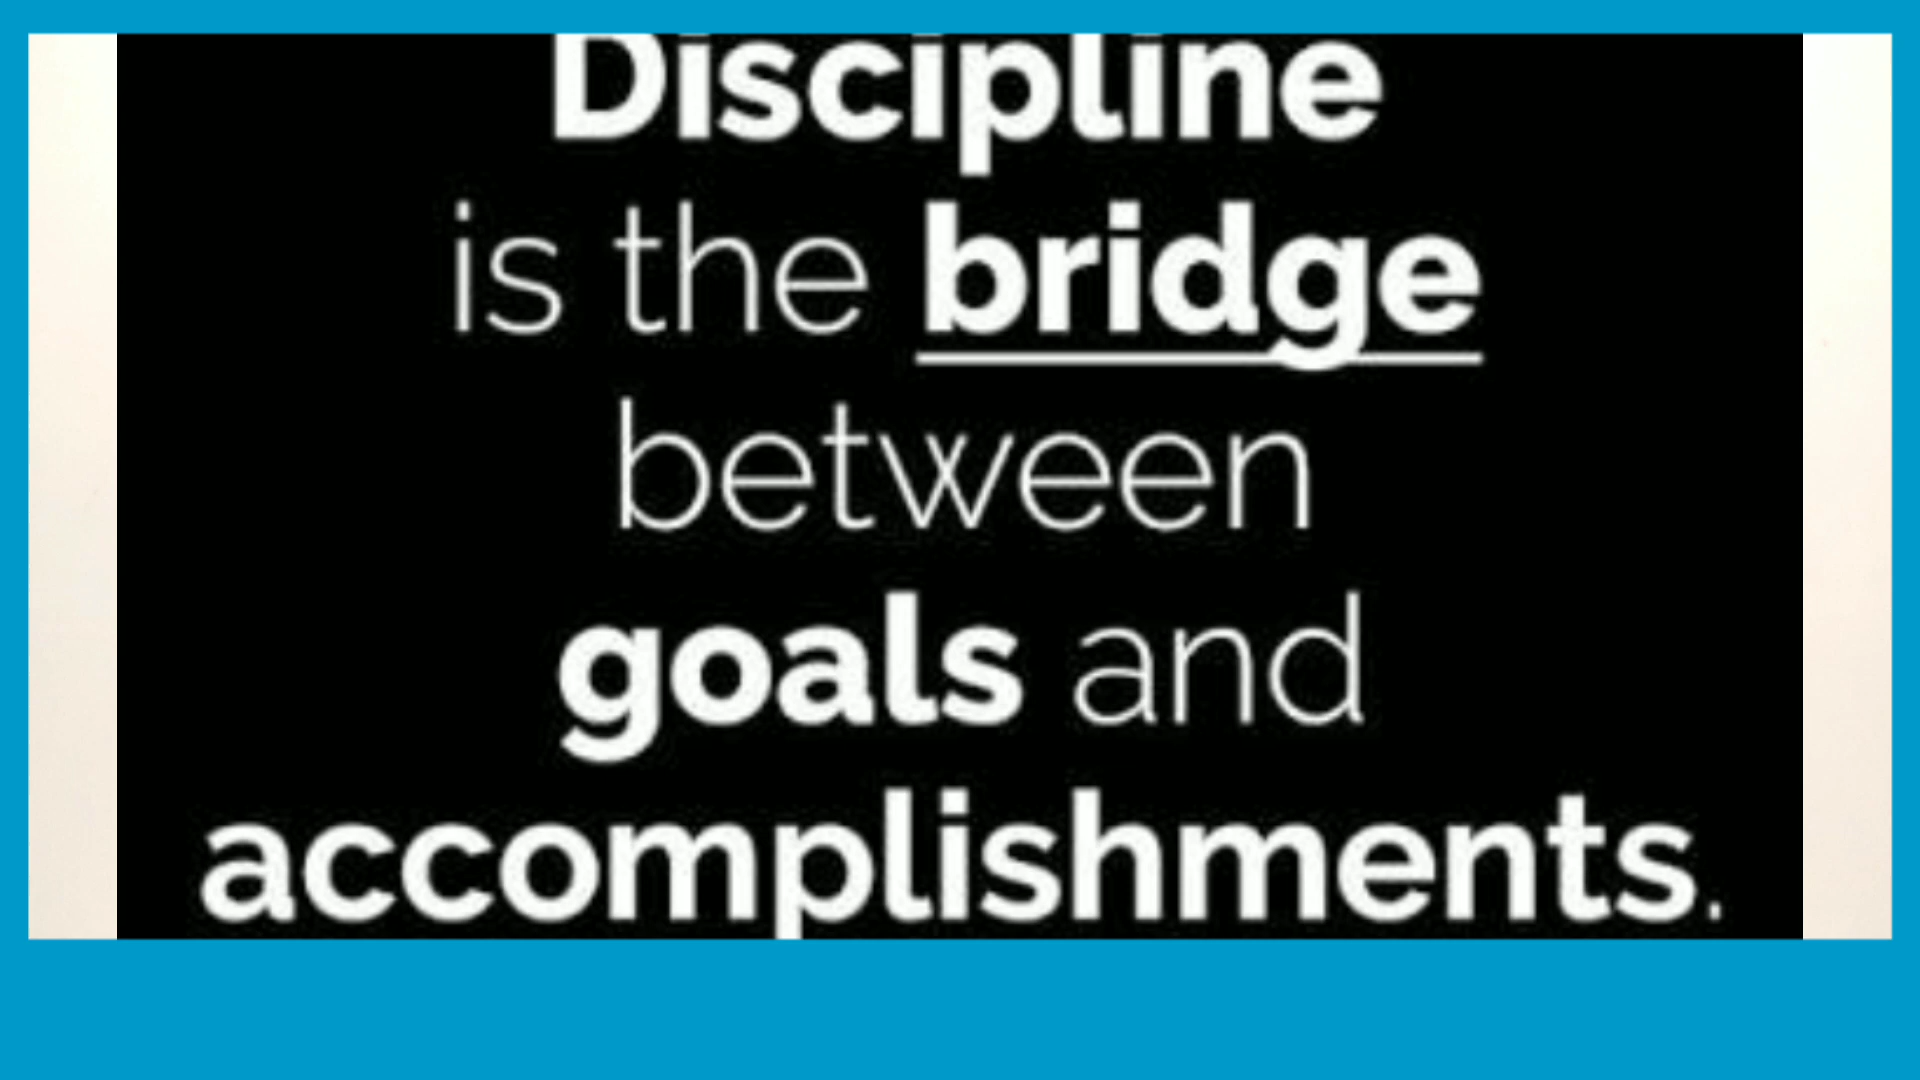 Discipline
is the bridge
between
goals and
accomplishments.